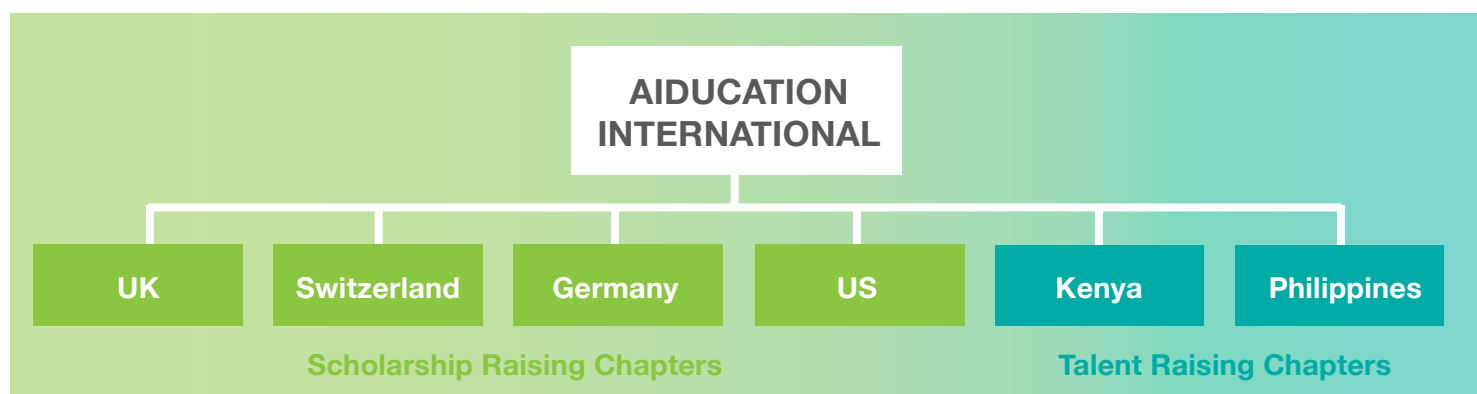 AIDUCATION
INTERNATIONAL
UK
Switzerland
Germany
US
Kenya
Philippines
Scholarship Raising Chapters
Talent Raising Chapters